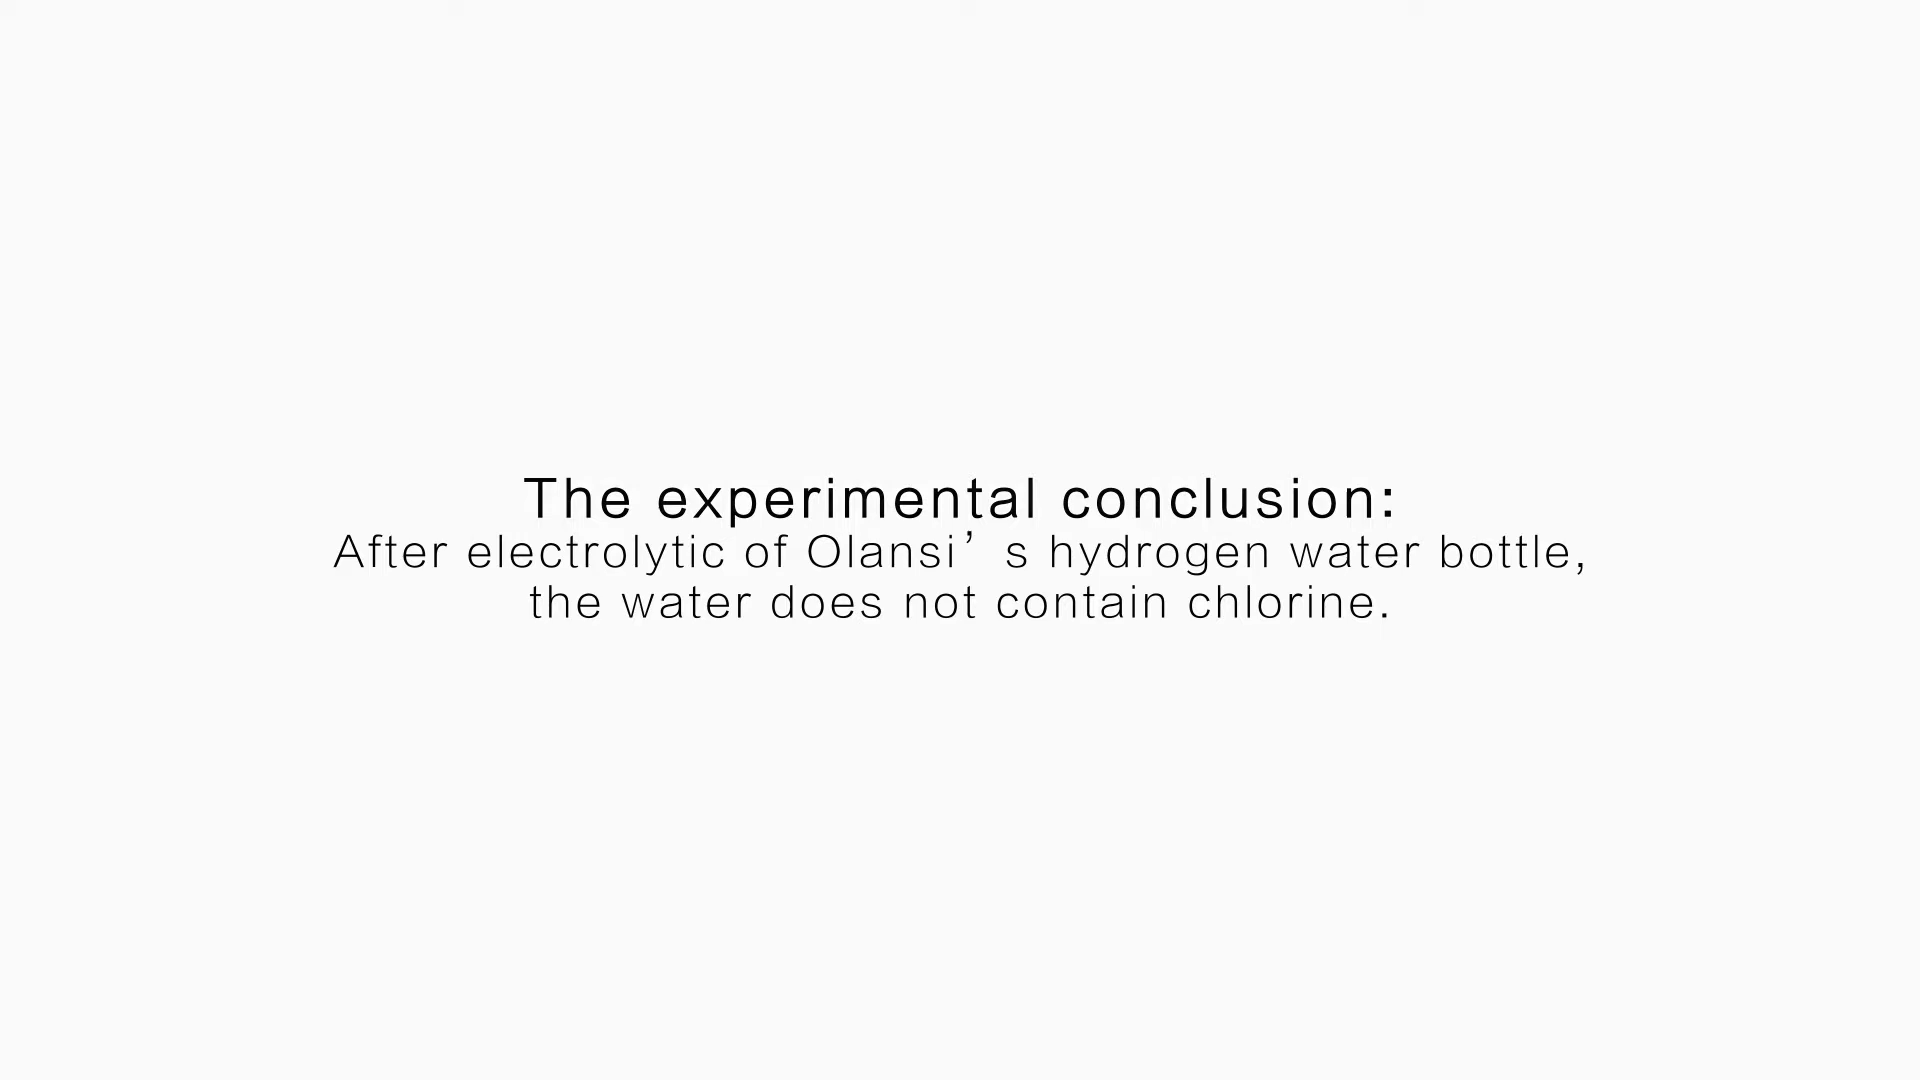 The experimental conclusion:
After electrolytic of Olansi’ s hydrogen water bottle,
the water does not contain chlorine.